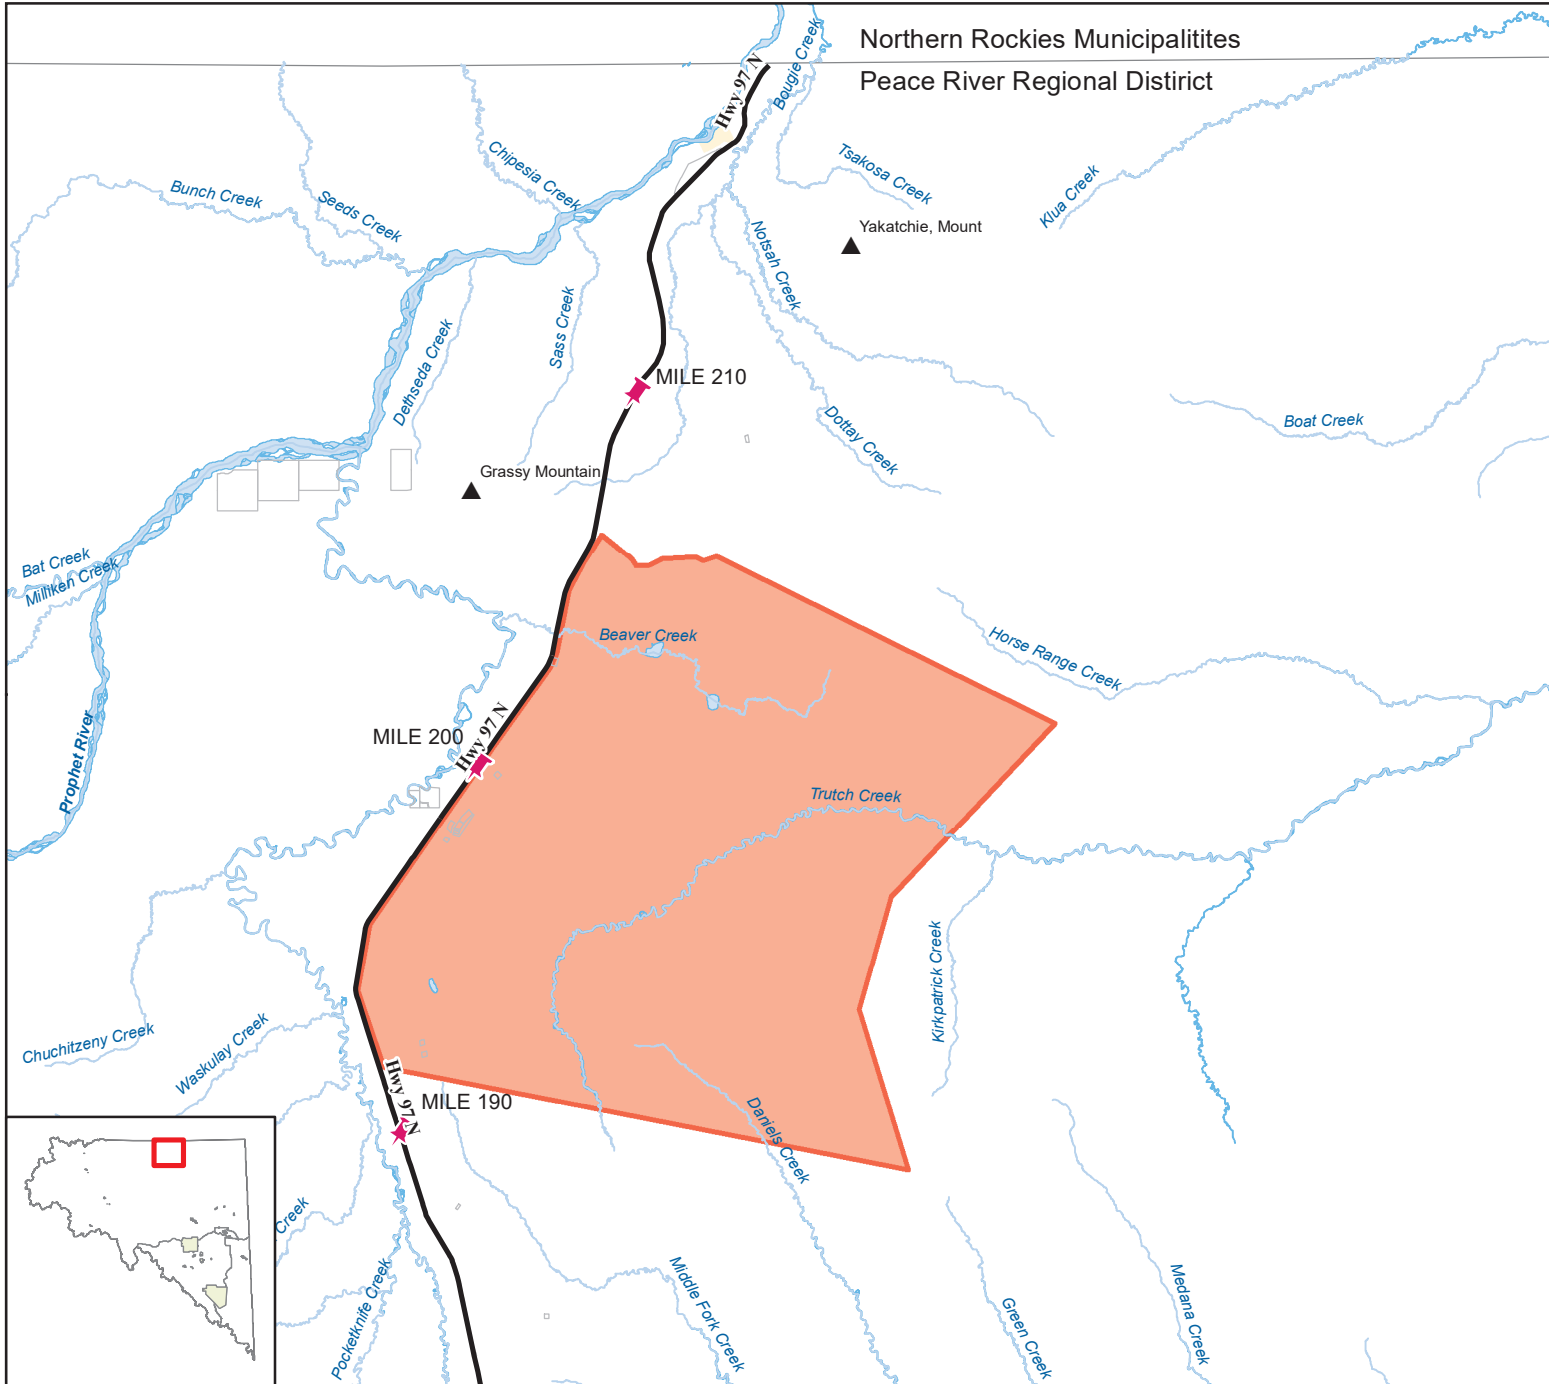 Northern Rockies Municipalitites
Peace River Regional Distirict
Hwy 97 N
Bougie Creek
Chipesia Creek
Tsakosa Creek
Klua Creek
Bunch Creek
Seeds Creek
Yakatchie, Mount
Notsah Creek
Sass Creek
Dethseda Creek
MILE 210
Dottay Creek
Boat Creek
Grassy Mountain
Bat Creek
Milliken Creek
Beaver Creek
Horse Range Creek
Prophet River
MILE 200
Hwy 97 N
Trutch Creek
Kirkpatrick Creek
Chuchitzeny Creek
Waskulay Creek
Hwy 97 N
MILE 190
Daniels Creek
Creek
Pocketknife Creek
Middle Fork Creek
Green Creek
Medana Creek